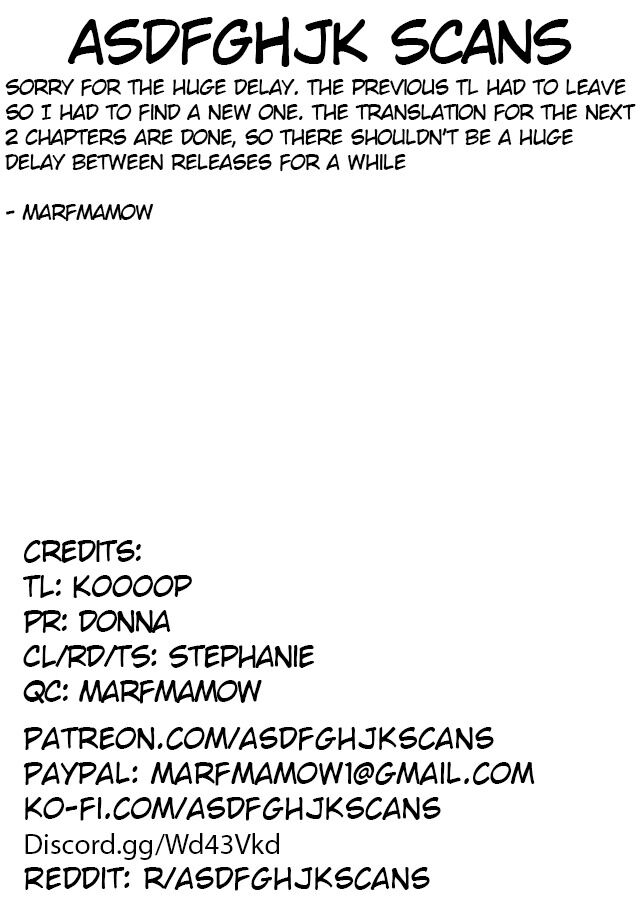 ASDFGHJK SCANS
SORRY FOR THE HUGE DELAY. THE PREVIOUS TL HAD TO LEAVE
SO I HAD TO FIND A NEW ONE. THE TRANSLATION FOR THE NEXT
2 CHAPTERS ARE DONE, SO THERE SHOULDN'T BE A HUGE
DELAY BETWEEN RELEASES FOR A WHILE
- MARFMAMOW
CREDITS:
TL: KOOOOP
PR: DONNA
CL/RD/TS: STEPHANIE
QC: MARFMAMOW
PATREON.COM/ASDFGHJKSCANS
PAYPAL: MARFMAMOW1@GMAIL.COM
KO-FI.COM/ASDFGHJKSCANS
Discord.gg/Wd43Vkd
REDDIT: R/ASDFGHJKSCANS